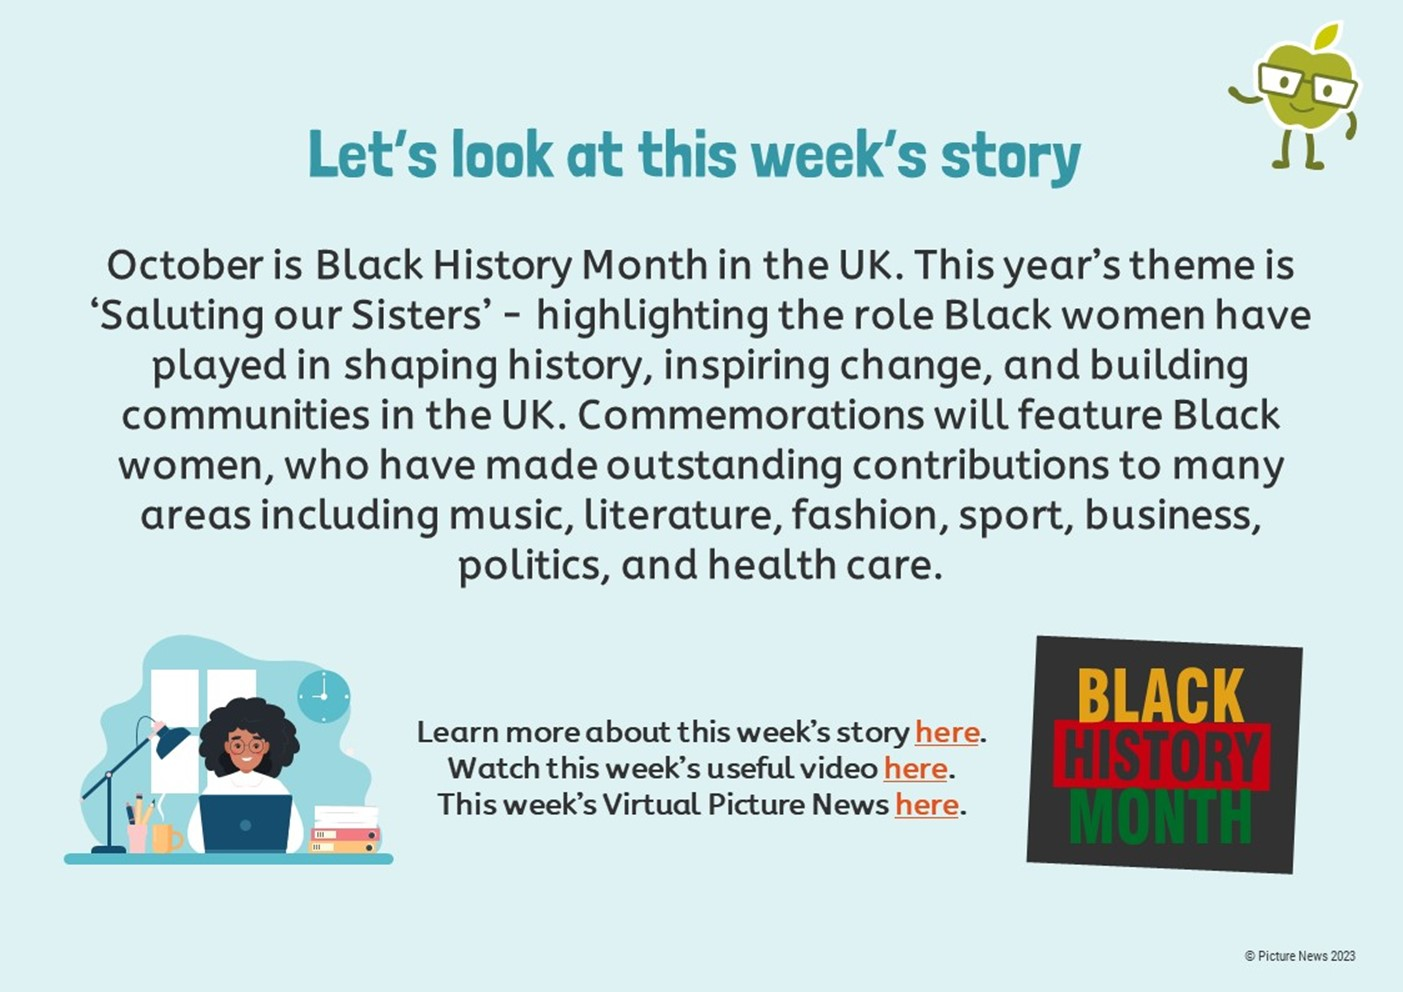 Let's look at this week's story
October is Black History Month in the UK. This year’s theme is
‘Saluting our Sisters’ - highlighting the role Black women have
played in shaping history, inspiring change, and building
communities in the UK. Commemorations will feature Black
women, who have made outstanding contributions to many
areas including music, literature, fashion, sport, business,
politics, and health care.
Learn more about this week’s story here.
Watch this week’s useful video here.
This week’s Virtual Picture News here.
BLACK
HISTORY
MONTH
© Picture News 2023